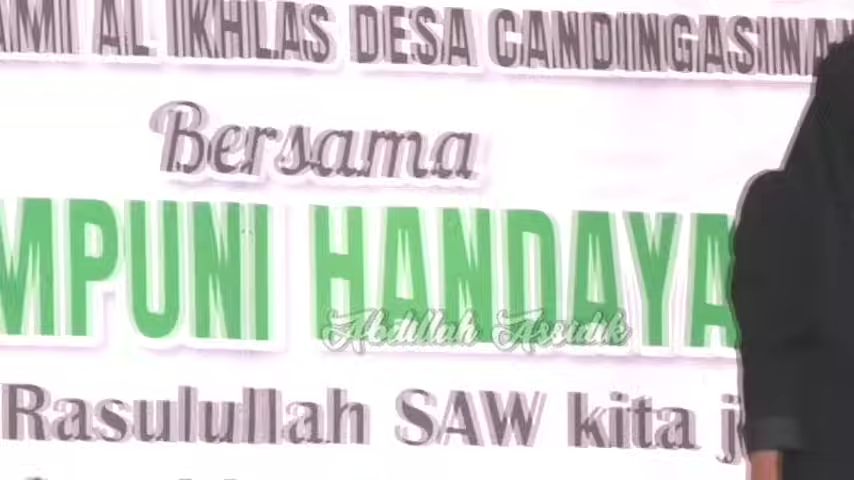 AMI AL IKHLAS DESA CANDINGASINAN
Bersama
MPUNI HANDAYA
Abdillah Assidik
Rasulullah SAW kita j